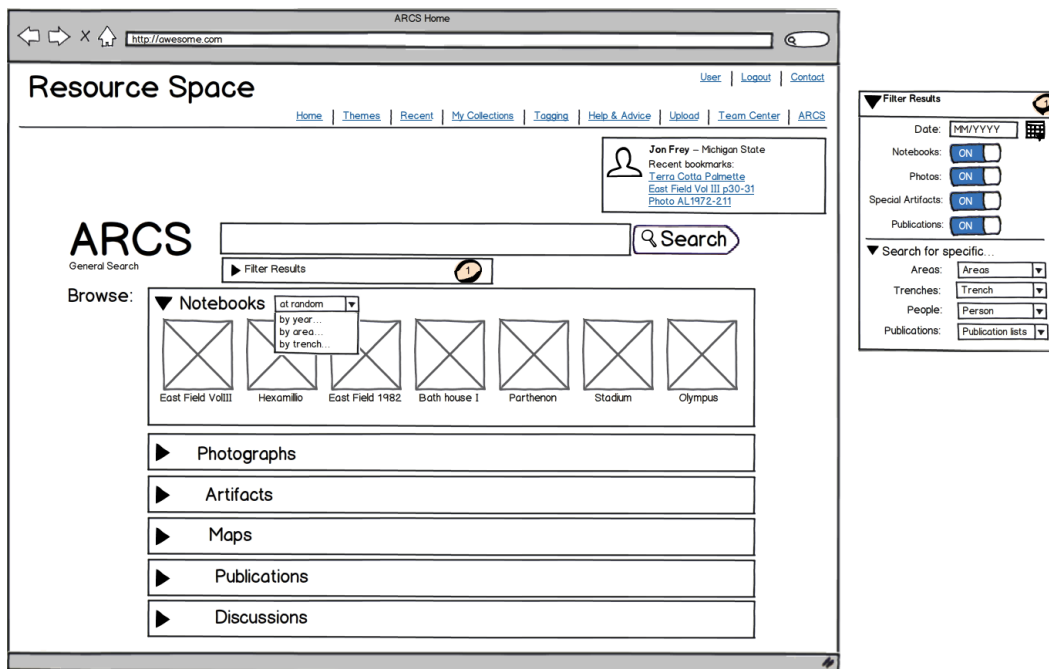 ARCS Home
http://awesome.com
Resource Space
User | Logout | Contact
Home | Themes | Recent | My Collections | Tagging | Help & Advice | Upload | Team Center | ARCS
Jon Frey – Michigan State
Recent bookmarks:
Terra Cotta Palmette
East Field Vol III p30-31
Photo AL1972-211
ARCS
Search
General Search
Filter Results
1
Browse:
Notebooks
at random
by year...
by area...
by trench...
East Field VolIII
Hexamilio
East Field 1982
Bath house I
Parthenon
Stadium
Olympus
Photographs
Artifacts
Maps
Publications
Discussions
Filter Results
1
Date: MM/YYYY
Notebooks: ON
Photos: ON
Special Artifacts: ON
Publications: ON
Search for specific...
Areas: Areas
Trenches: Trench
People: Person
Publications: Publication lists